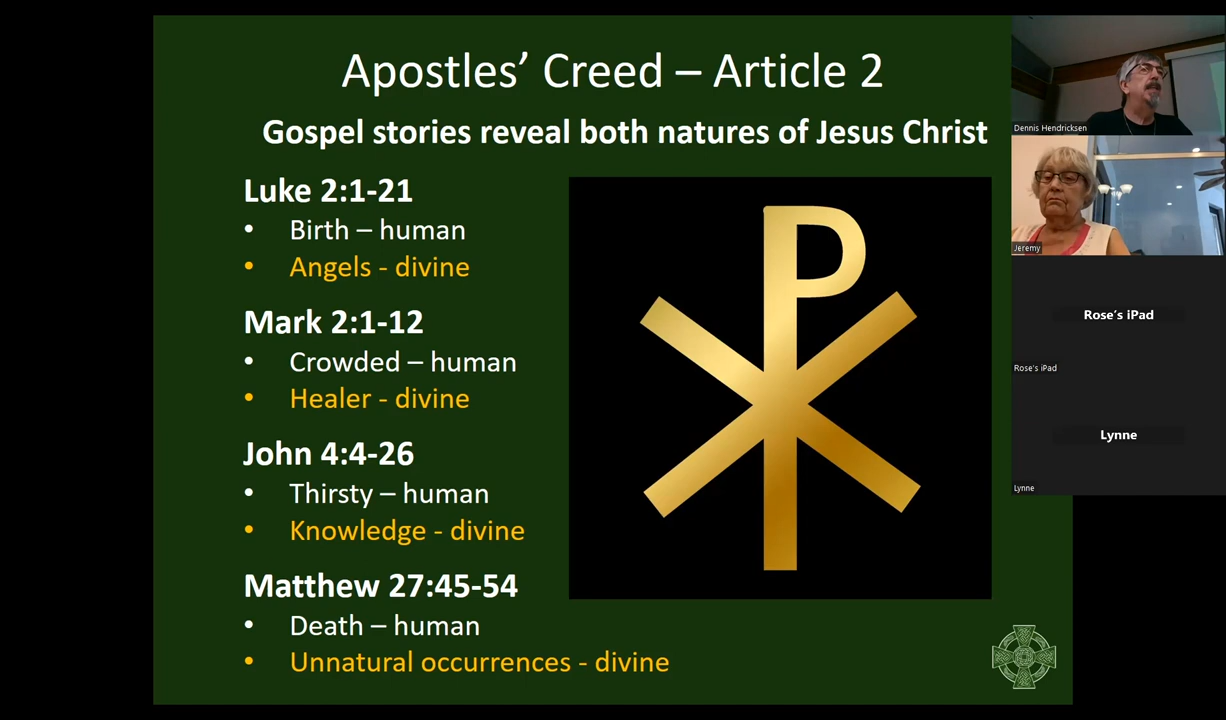 Apostles’ Creed – Article 2
Gospel stories reveal both natures of Jesus Christ
Luke 2:1-21
• Birth – human
• Angels - divine
Mark 2:1-12
• Crowded – human
• Healer - divine
John 4:4-26
• Thirsty – human
• Knowledge - divine
Matthew 27:45-54
• Death – human
• Unnatural occurrences - divine
Dennis Hendricksen
Jeremy
Rose’s iPad
Rose's iPad
Lynne
Lynne